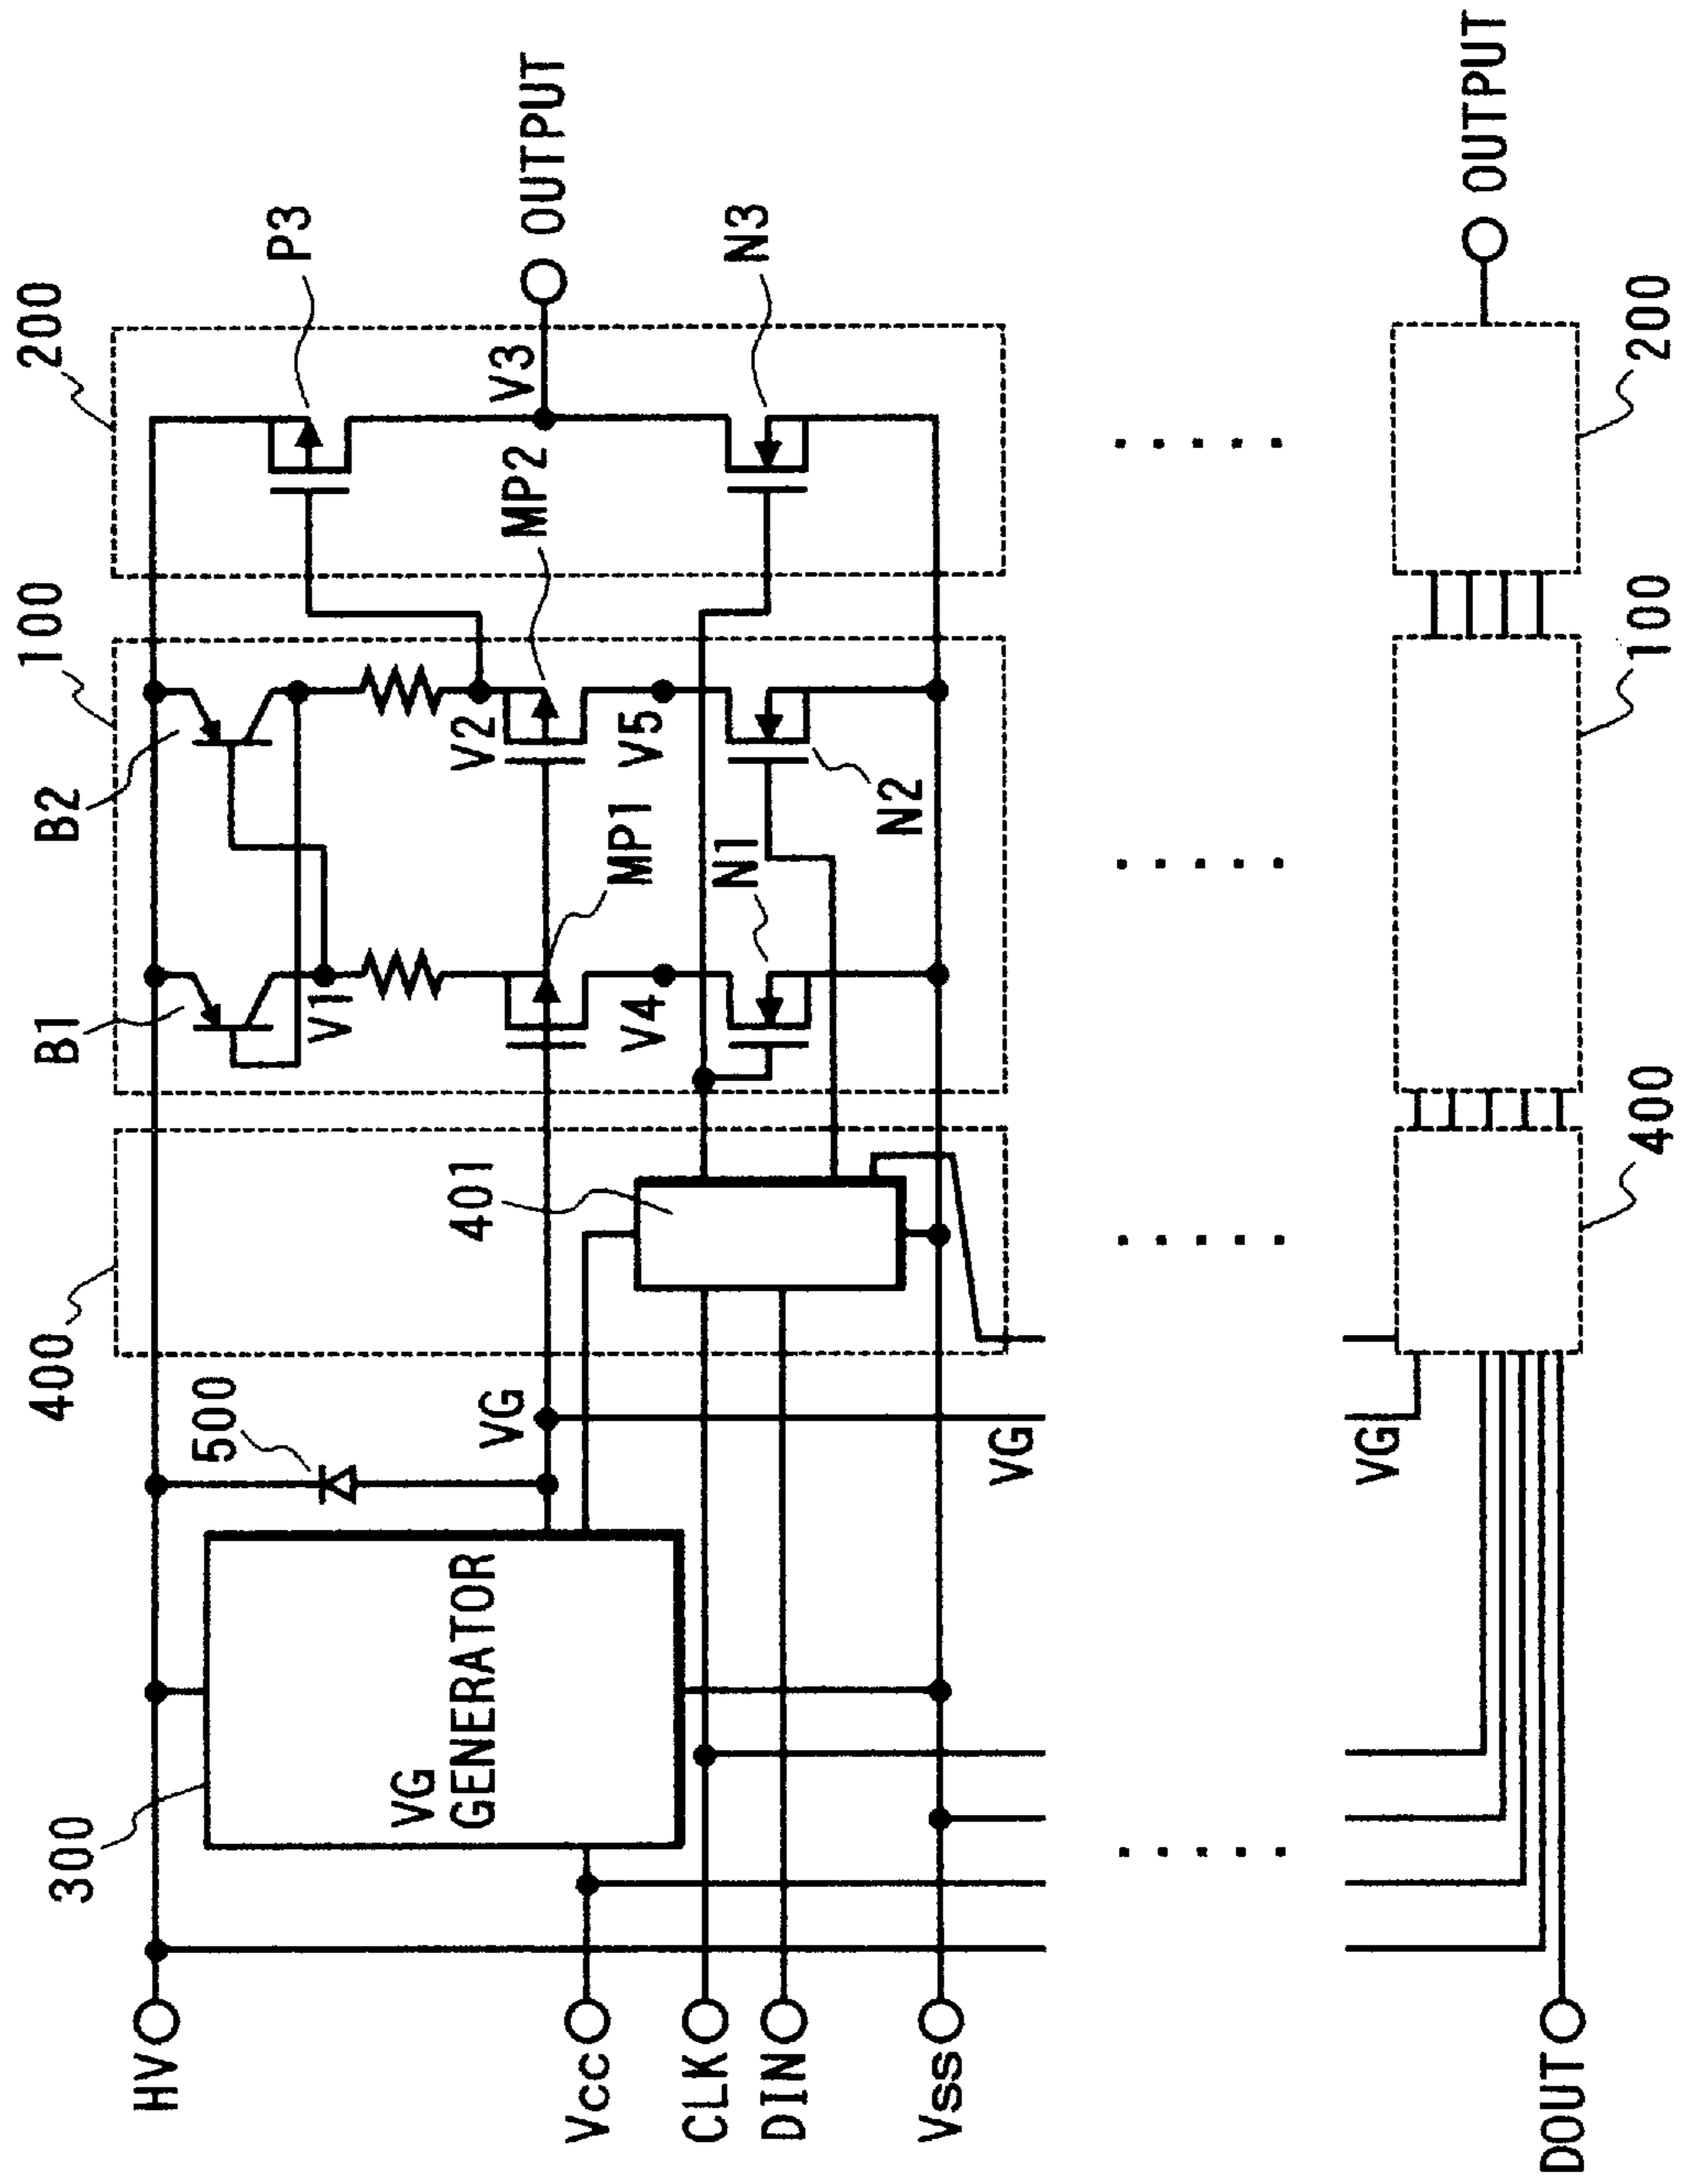 200
P3
OUTPUT
V3
MP2
N3
100
B2
V2
V5
N2
B1
V1
MP1
V4
N1
400
401
500
VG
VG
300
VG
GENERATOR
HV
Vcc
CLK
DIN
Vss
OUTPUT
200
100
400
VG
DOUT